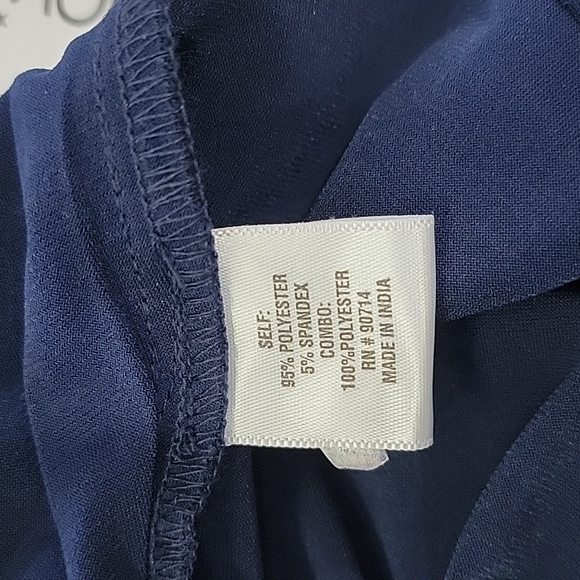 SELF:
95% POLYESTER
5% SPANDEX
COMBO:
100%POLYESTER
RN # 90714
MADE IN INDIA